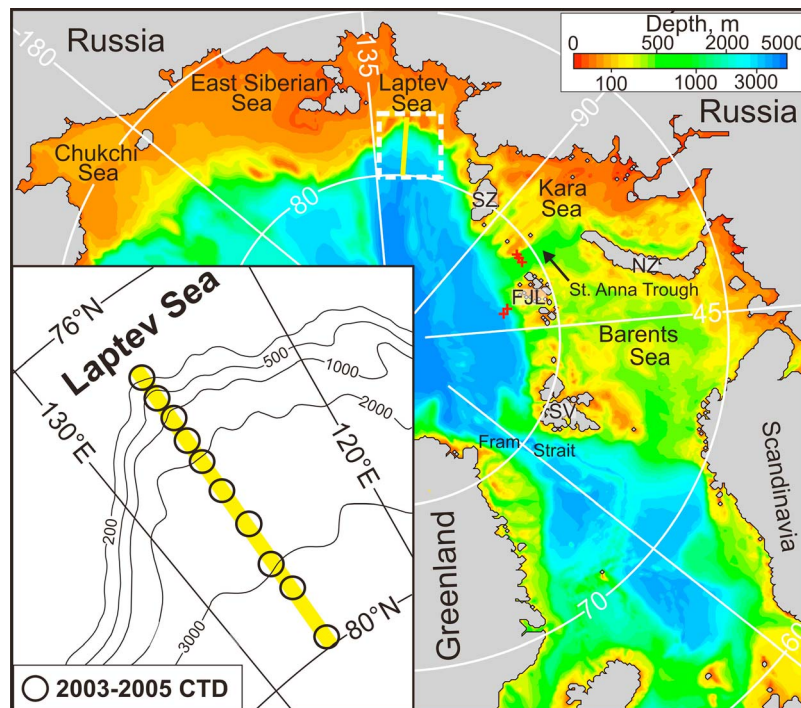 Russia
Depth, m
0 500 2000 5000
100 1000 3000
-180
135
East Siberian
Sea
Laptev
Sea
Russia
90
Chukchi
Sea
80
SZ
Kara
Sea
NZ
FJL
St. Anna Trough
45
Barents
Sea
SV
Fram Strait
Scandinavia
Greenland
70
60
76°N
Laptev Sea
500
1000
2000
130°E
120°E
200
3000
80°N
2003-2005 CTD